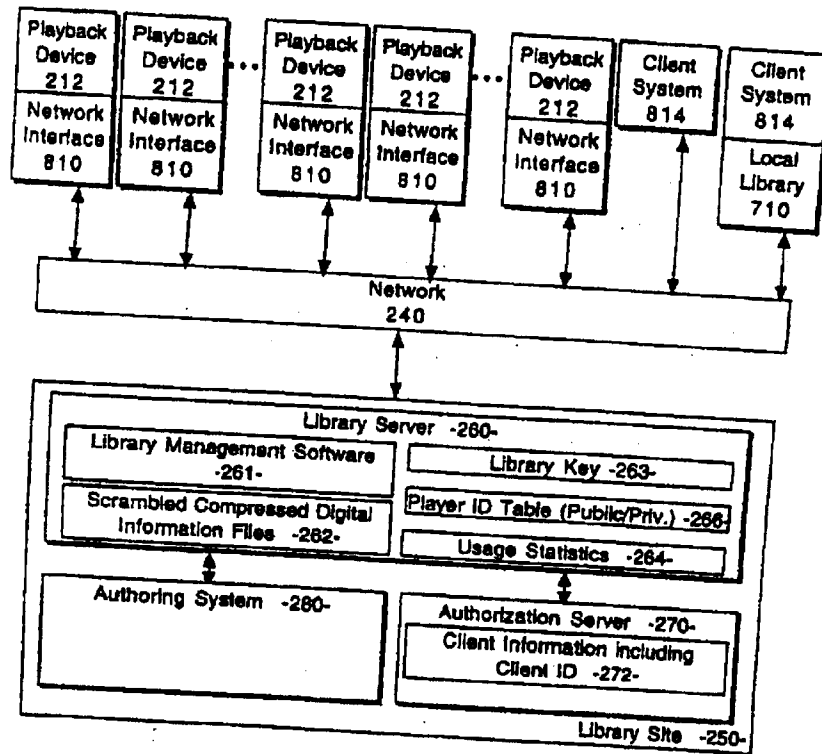 Playback
Device
212
Network
Interface
810
Playback
Device
212
Network
Interface
810
...
Playback
Device
212
Network
Interface
810
Playback
Device
212
Network
Interface
810
...
Playback
Device
212
Network
Interface
810
Client
System
814
Client
System
814
Local
Library
710
Network
240
Library Server -260-
Library Management Software
-261-
Scrambled Compressed Digital
Information Files -262-
Library Key -263-
Player ID Table (Public/Priv.) -266-
Usage Statistics -264-
Authoring System -280-
Authorization Server -270-
Client Information including
Client ID -272-
Library Site -250-